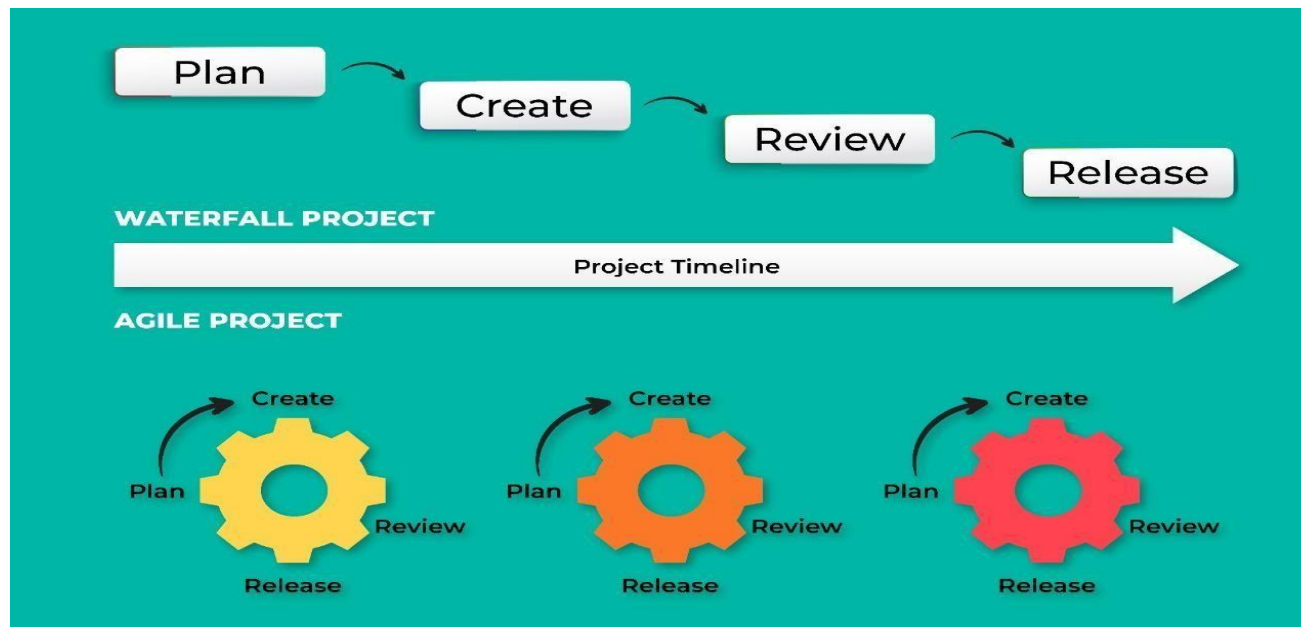 Plan
Create
Review
Release
WATERFALL PROJECT
Project Timeline
AGILE PROJECT
Create
Plan
Review
Release
Create
Plan
Review
Release
Create
Plan
Review
Release